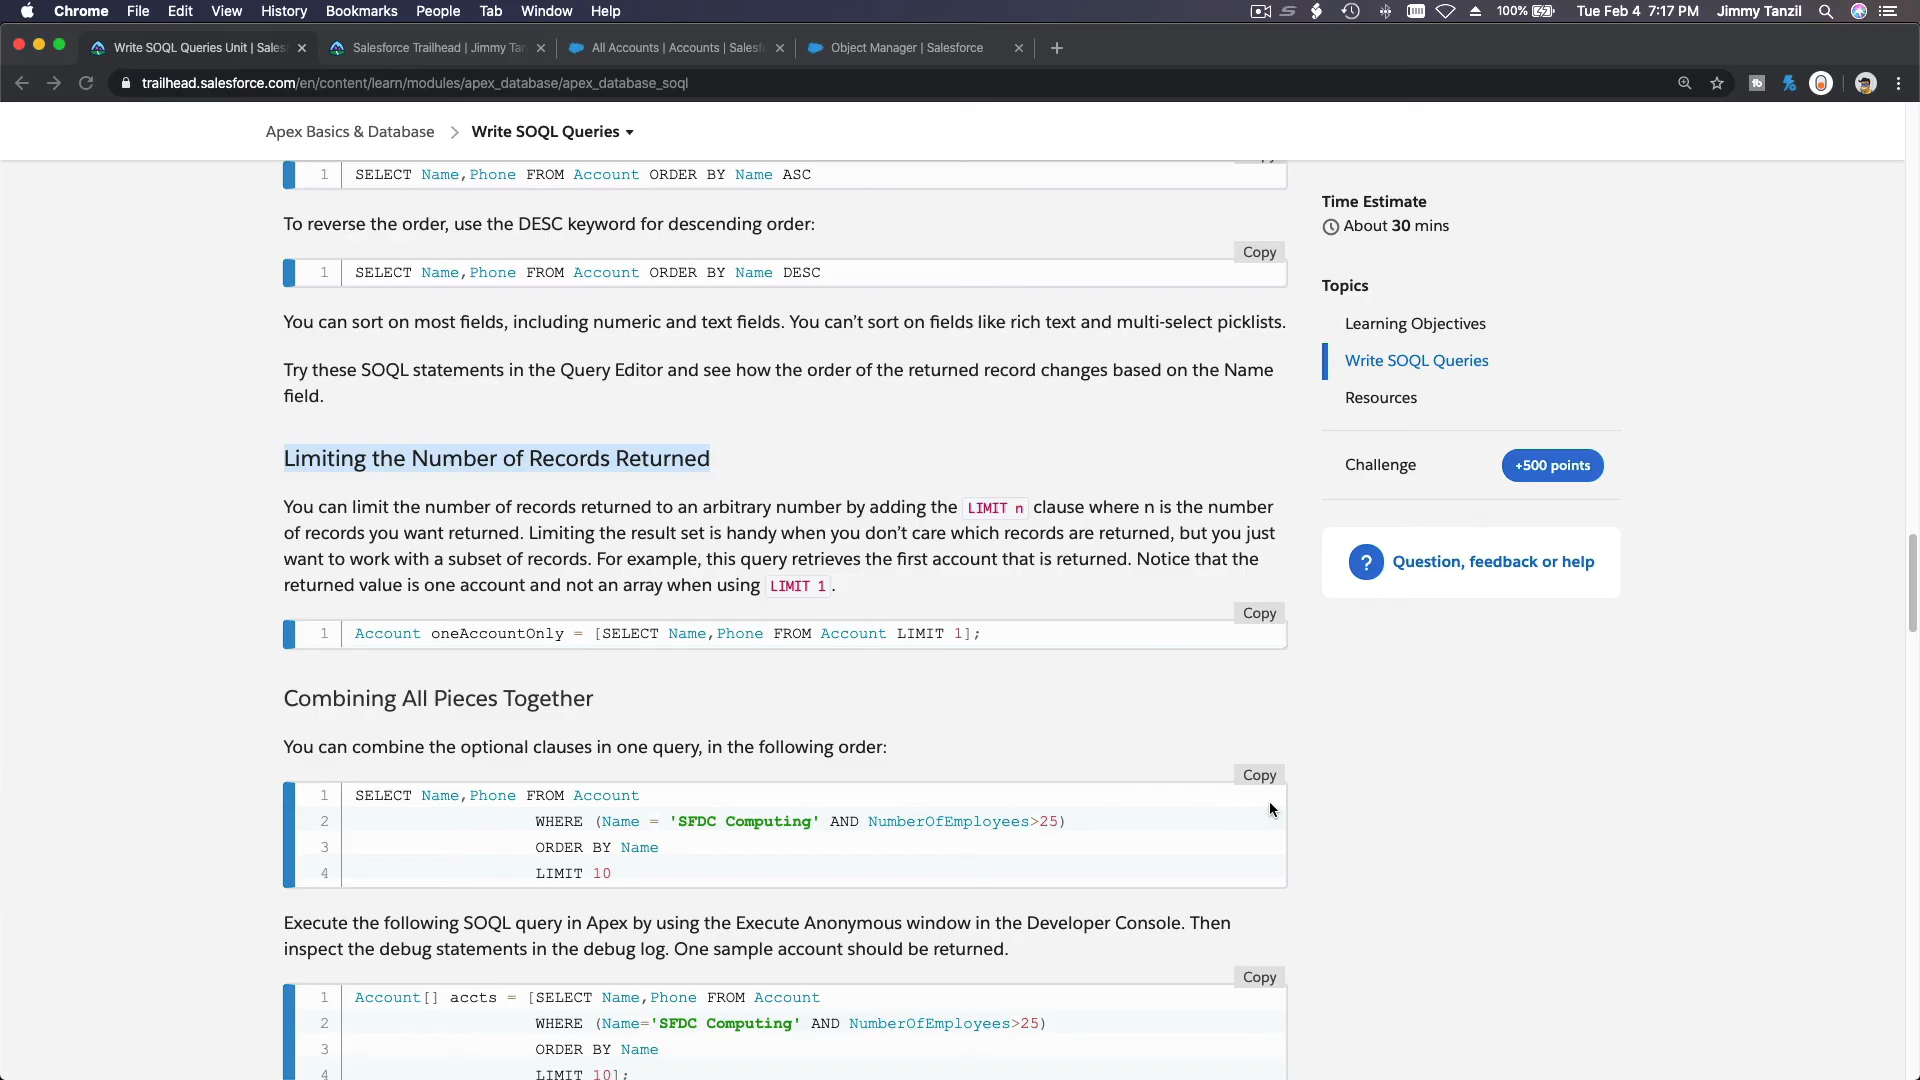 Chrome File Edit View History Bookmarks People Tab Window Help 100% Tue Feb 4 7:17 PM Jimmy Tanzil
Write SOQL Queries Unit | Sales Salesforce Trailhead | Jimmy Tan All Accounts | Accounts | Salesf Object Manager | Salesforce
trailhead.salesforce.com/en/content/learn/modules/apex_database/apex_database_soql
Apex Basics & Database > Write SOQL Queries
1 SELECT Name,Phone FROM Account ORDER BY Name ASC
To reverse the order, use the DESC keyword for descending order:
Copy
1 SELECT Name,Phone FROM Account ORDER BY Name DESC
You can sort on most fields, including numeric and text fields. You can’t sort on fields like rich text and multi-select picklists.
Try these SOQL statements in the Query Editor and see how the order of the returned record changes based on the Name
field.
Limiting the Number of Records Returned
You can limit the number of records returned to an arbitrary number by adding the LIMIT n clause where n is the number
of records you want returned. Limiting the result set is handy when you don’t care which records are returned, but you just
want to work with a subset of records. For example, this query retrieves the first account that is returned. Notice that the
returned value is one account and not an array when using LIMIT 1.
Copy
1 Account oneAccountOnly = [SELECT Name,Phone FROM Account LIMIT 1];
Combining All Pieces Together
You can combine the optional clauses in one query, in the following order:
Copy
1 SELECT Name,Phone FROM Account
2 WHERE (Name = 'SFDC Computing' AND NumberOfEmployees>25)
3 ORDER BY Name
4 LIMIT 10
Execute the following SOQL query in Apex by using the Execute Anonymous window in the Developer Console. Then
inspect the debug statements in the debug log. One sample account should be returned.
Copy
1 Account[] accts = [SELECT Name,Phone FROM Account
2 WHERE (Name='SFDC Computing' AND NumberOfEmployees>25)
3 ORDER BY Name
4 LIMIT 10];
Time Estimate
About 30 mins
Topics
Learning Objectives
Write SOQL Queries
Resources
Challenge +500 points
? Question, feedback or help